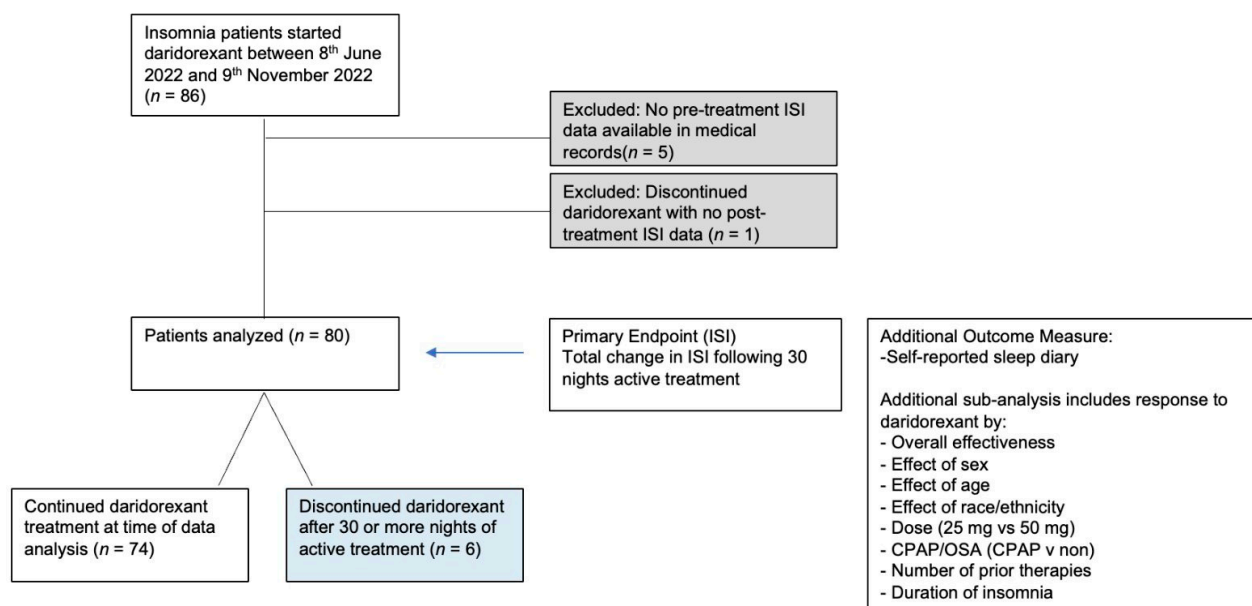 Insomnia patients started
daridorexant between 8th June
2022 and 9th November 2022
(n = 86)
Excluded: No pre-treatment ISI
data available in medical
records(n = 5)
Excluded: Discontinued
daridorexant with no post-
treatment ISI data (n = 1)
Patients analyzed (n = 80)
Primary Endpoint (ISI)
Total change in ISI following 30
nights active treatment
Additional Outcome Measure:
-Self-reported sleep diary
Additional sub-analysis includes response to
daridorexant by:
- Overall effectiveness
- Effect of sex
- Effect of age
- Effect of race/ethnicity
- Dose (25 mg vs 50 mg)
- CPAP/OSA (CPAP v non)
- Number of prior therapies
- Duration of insomnia
Continued daridorexant
treatment at time of data
analysis (n = 74)
Discontinued daridorexant
after 30 or more nights of
active treatment (n = 6)